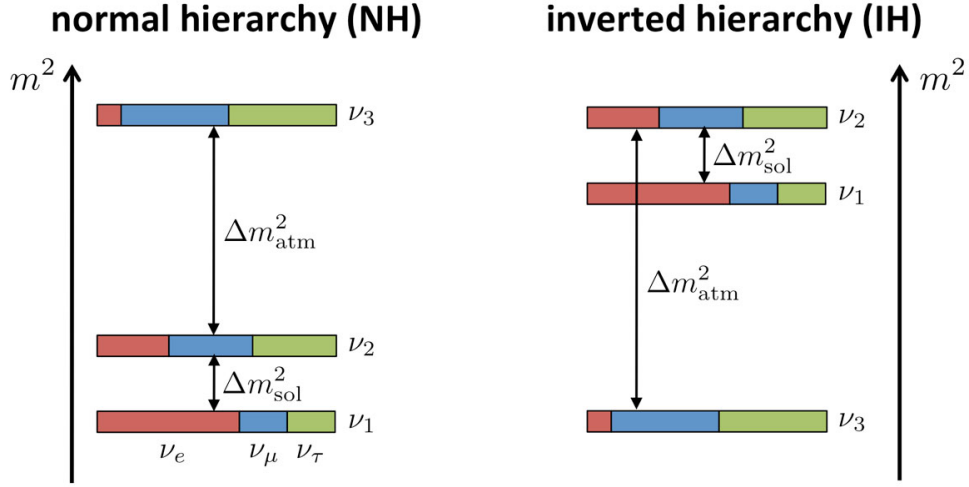 normal hierarchy (NH)
m²
ν₃
Δm²atm
ν₂
Δm²sol
ν₁
νe νμ ντ
inverted hierarchy (IH)
m²
ν₂
Δm²sol
ν₁
Δm²atm
ν₃